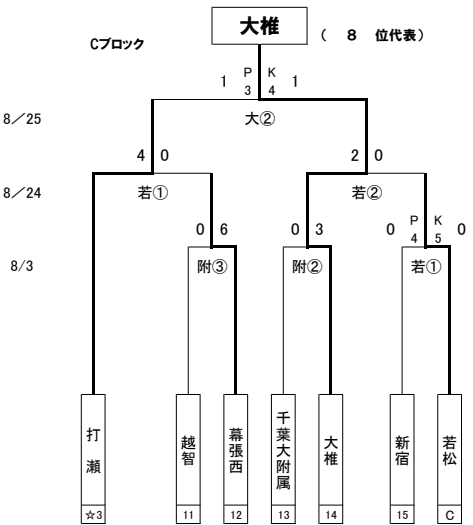 大椎
Cブロック
( 8 位代表)
1 PK 1
3 4
8/25
大②
4 0
2 0
8/24
若①
若②
0 6
0 3
0 PK 0
4 5
8/3
附③
附②
若①
打瀬
越智
幕張西
千葉大附属
大椎
新宿
若松
☆3
11
12
13
14
15
C